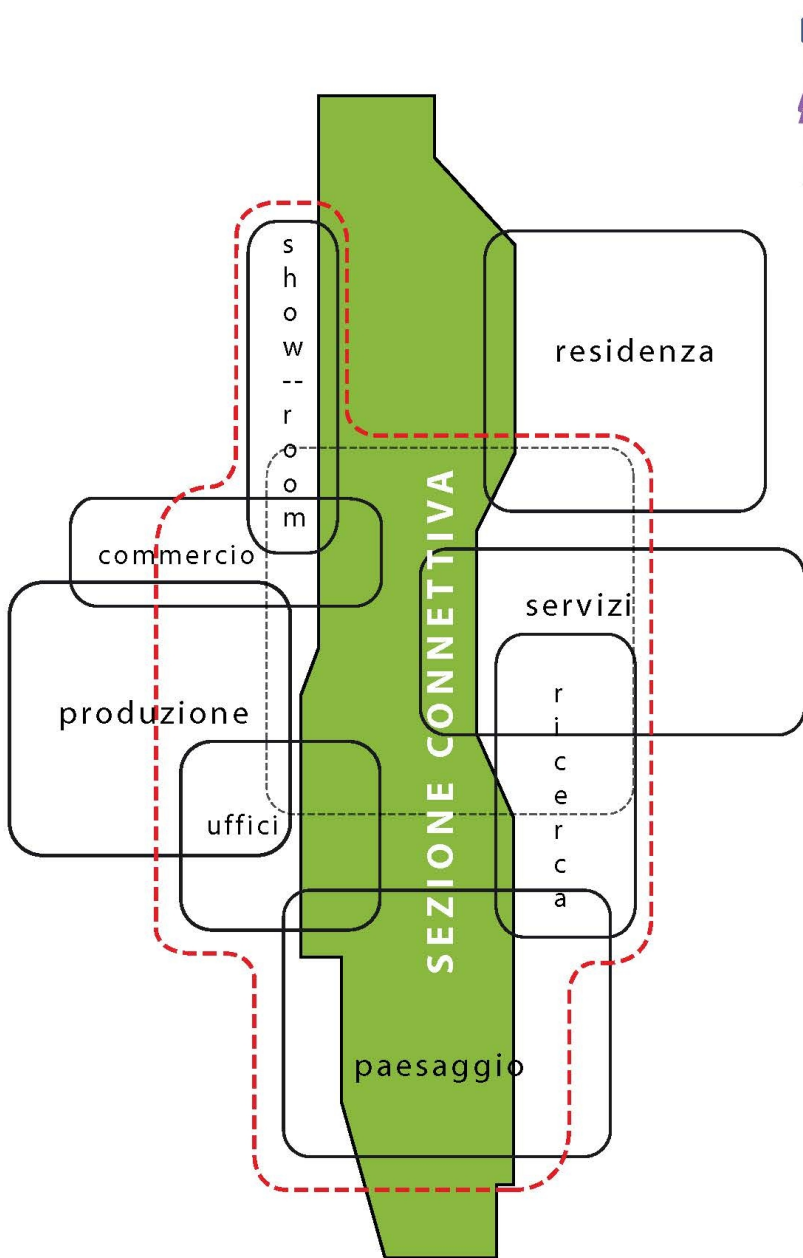 show--room
residenza
commercio
servizi
produzione
ricerca
uffici
SEZIONE CONNETTIVA
paesaggio